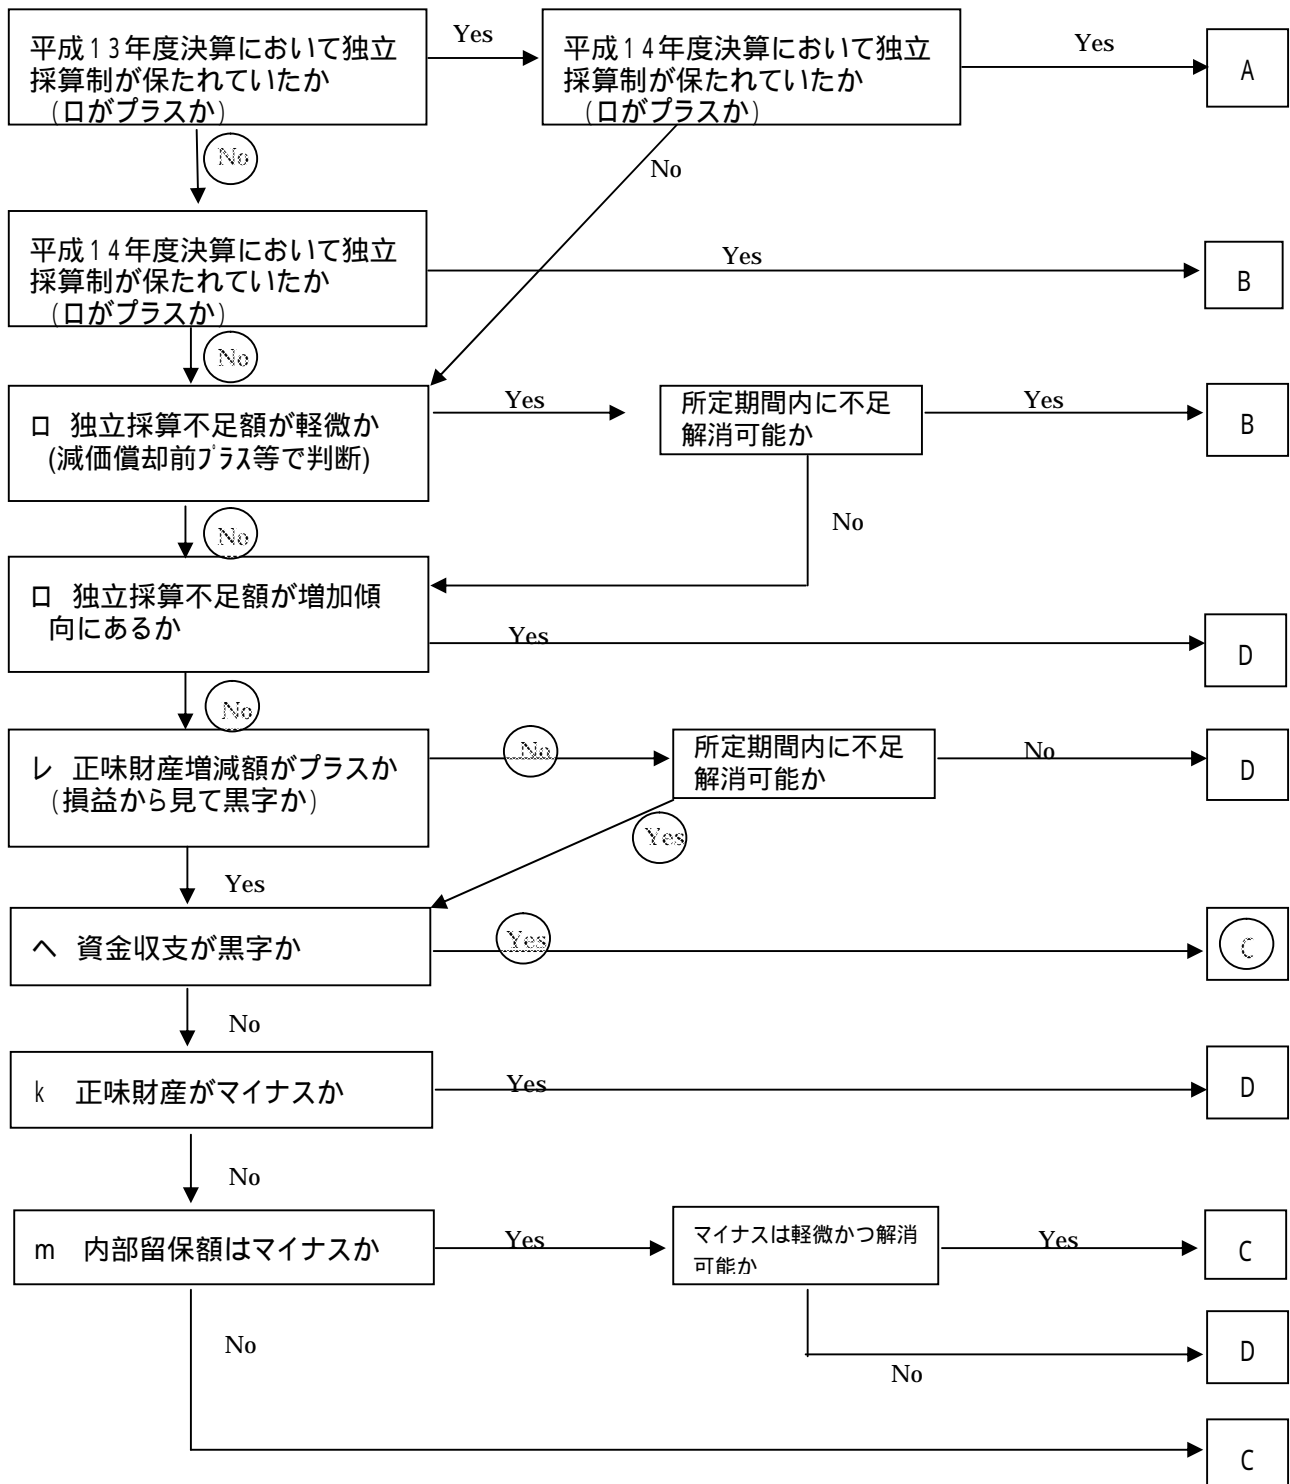 平成１３年度決算において独立
採算制が保たれていたか
(ロがプラスか)
Yes
平成１４年度決算において独立
採算制が保たれていたか
(ロがプラスか)
Yes
A
No
No
平成１４年度決算において独立
採算制が保たれていたか
(ロがプラスか)
Yes
B
No
ロ 独立採算不足額が軽微か
(減価償却前ﾌﾟﾗｽ等で判断)
Yes
所定期間内に不足
解消可能か
Yes
B
No
No
ロ 独立採算不足額が増加傾
向にあるか
Yes
D
No
レ 正味財産増減額がプラスか
(損益から見て黒字か)
No
所定期間内に不足
解消可能か
No
D
Yes
Yes
ヘ 資金収支が黒字か
Yes
C
No
k 正味財産がマイナスか
Yes
D
No
m 内部留保額はマイナスか
Yes
マイナスは軽微かつ解消
可能か
Yes
C
No
No
D
C